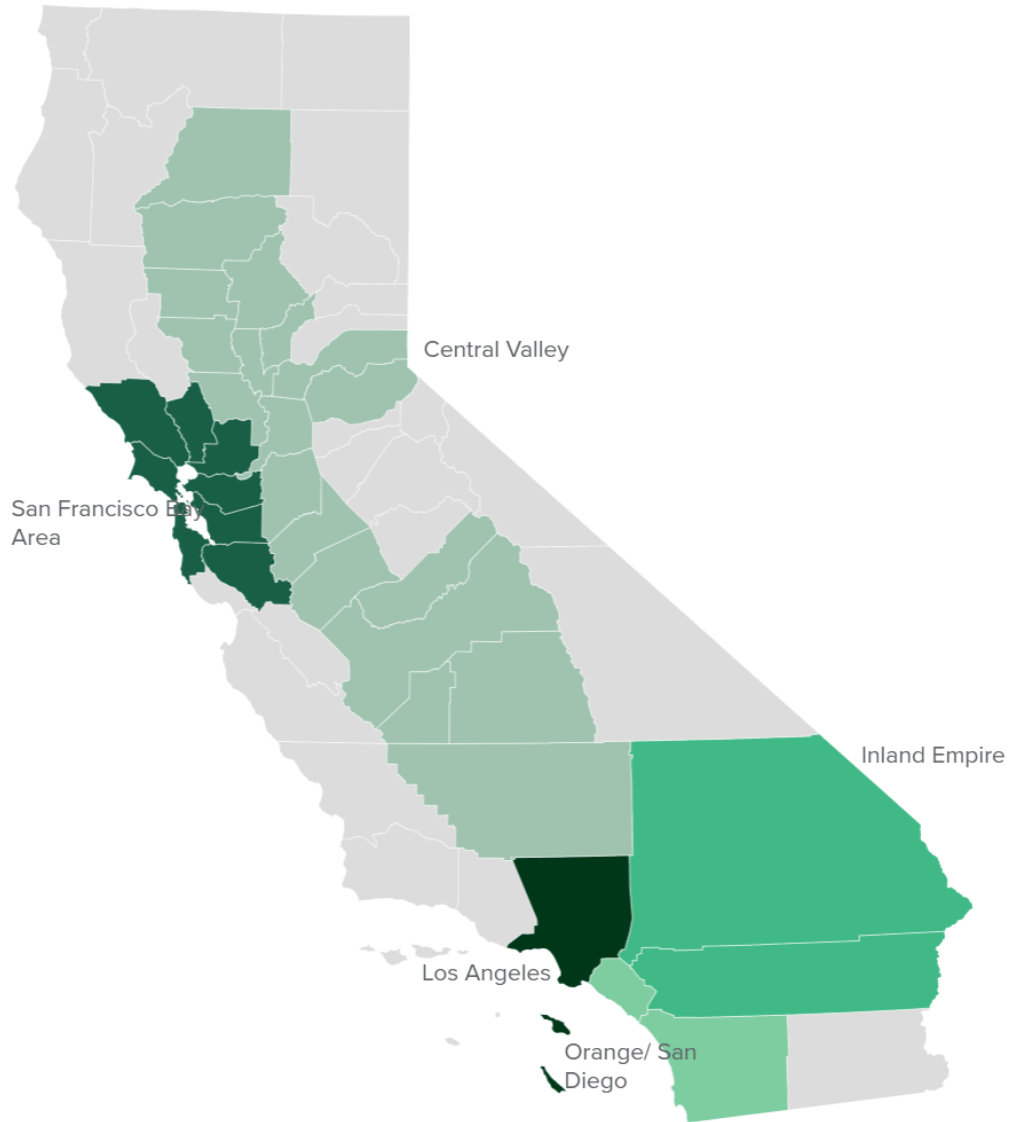 Central Valley
San Francisco Bay
Area
Inland Empire
Los Angeles
Orange/ San
Diego